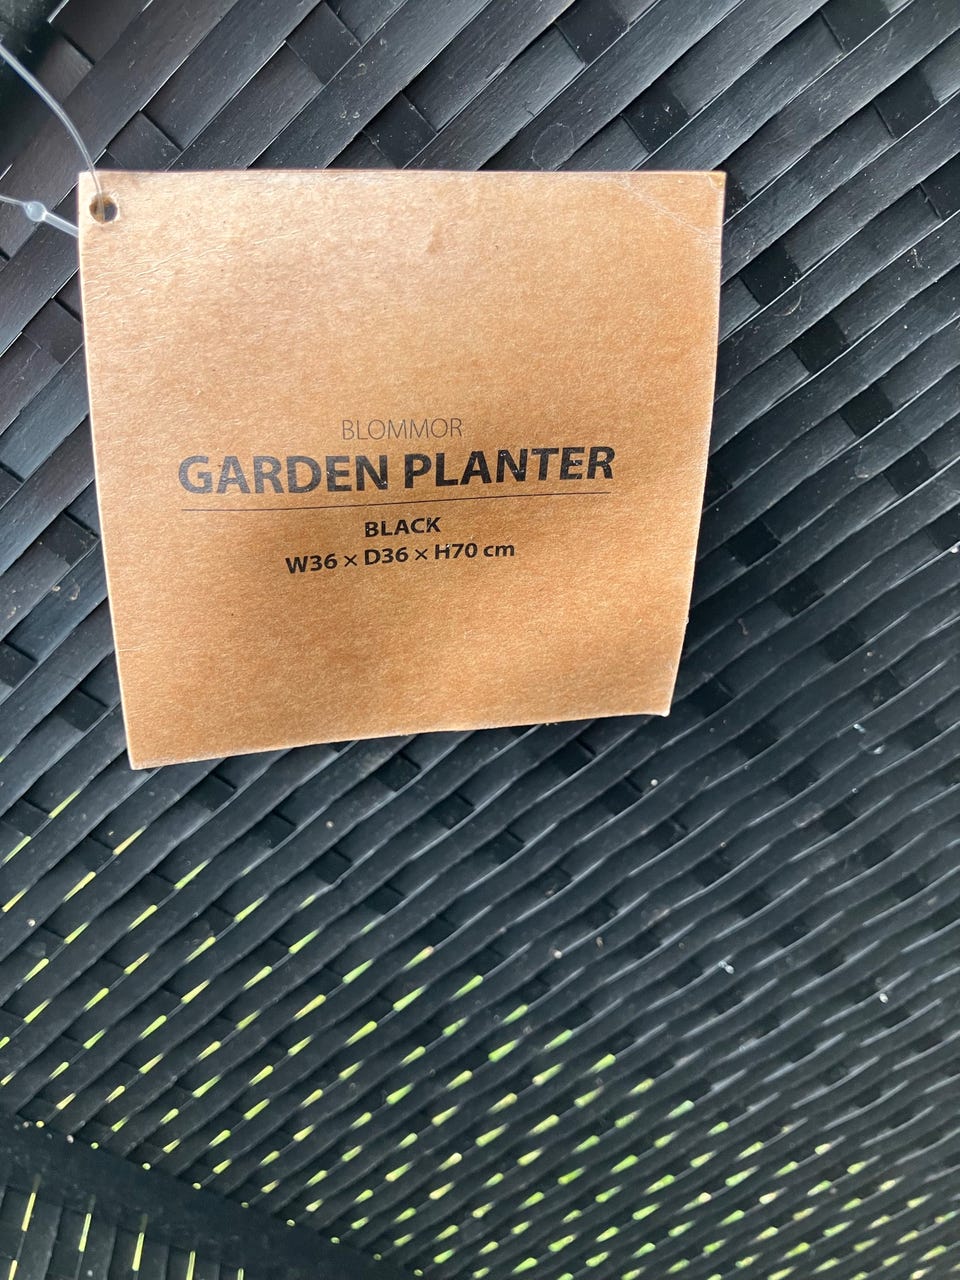 BLOMMOR
GARDEN PLANTER
BLACK
W36 × D36 × H70 cm